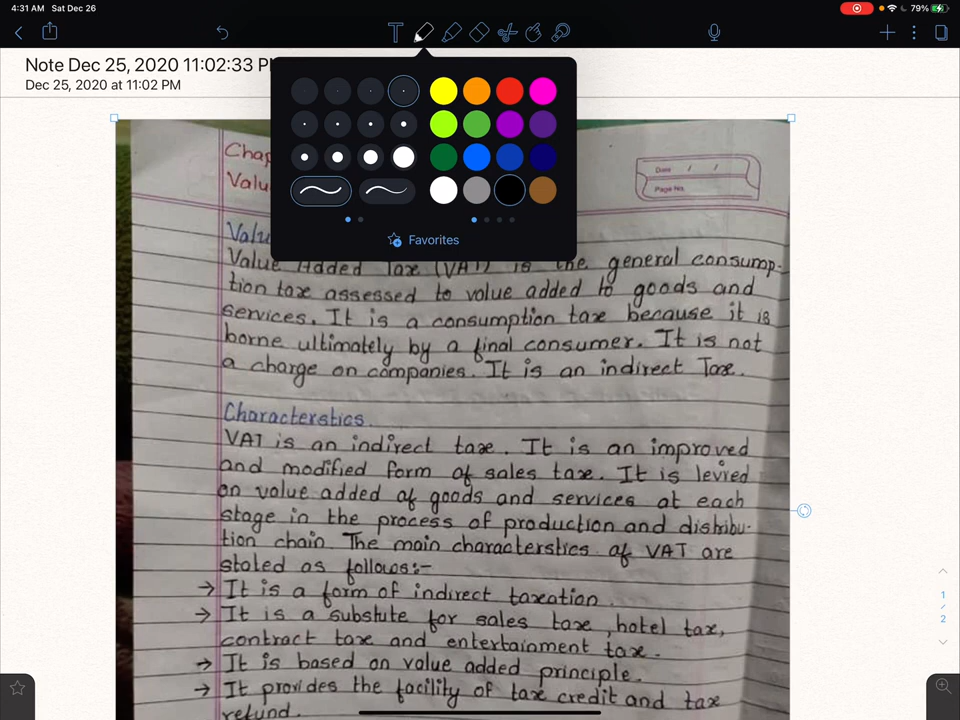 4:31 AM Sat Dec 26 79%
Note Dec 25, 2020 11:02:33 P
Dec 25, 2020 at 11:02 PM
Favorites
Chap
Date / /
Page No.
Valu
Valu
Value Added Tax (VAT) is the general consump-
tion tax assessed to value added to goods and
services. It is a consumption tax because it is
borne ultimately by a final consumer. It is not
a charge on companies. It is an indirect Tax.
Characterstics
VAT is an indirect tax. It is an improved
and modified form of sales tax. It is levied
on value added of goods and services at each
stage in the process of production and distribu-
tion chain. The main characterstics of VAT are
stated as follows:-
→ It is a form of indirect taxation.
→ It is a substute for sales tax, hotel tax,
contract tax and entertainment tax.
→ It is based on value added principle.
→ It provides the facility of tax credit and tax
refund.
1
/
2